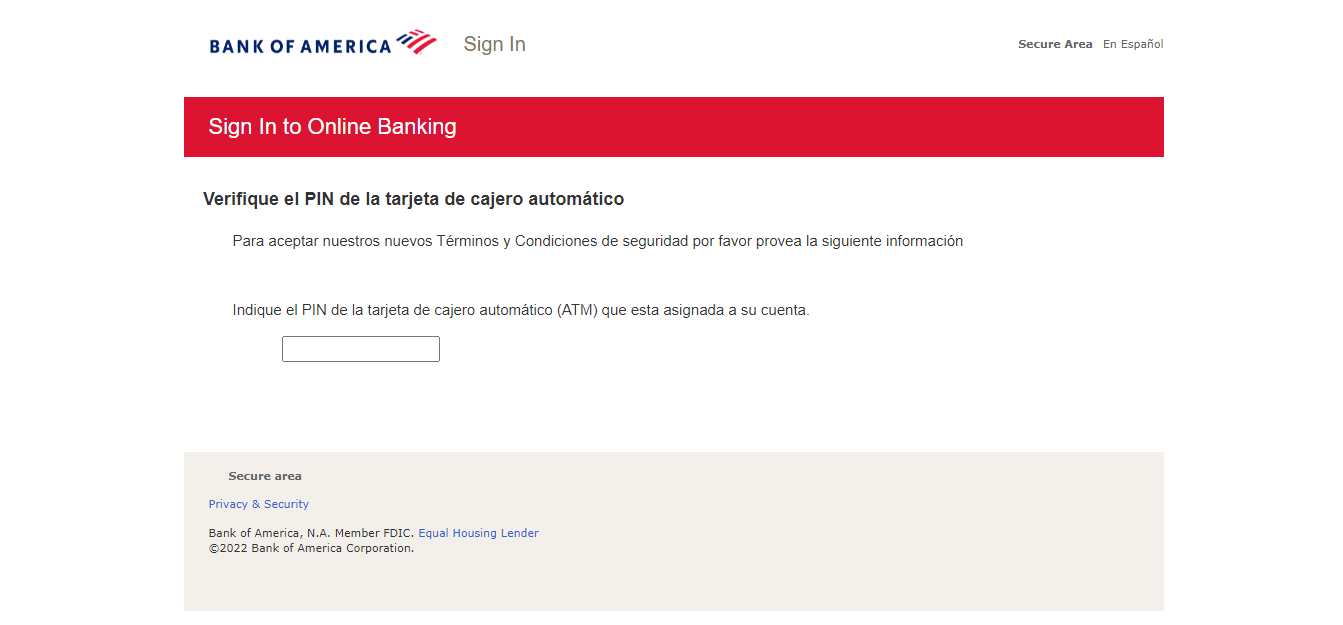 BANK OF AMERICA Sign In Secure Area En Español
Sign In to Online Banking
Verifique el PIN de la tarjeta de cajero automático
Para aceptar nuestros nuevos Términos y Condiciones de seguridad por favor provea la siguiente información
Indique el PIN de la tarjeta de cajero automático (ATM) que esta asignada a su cuenta.
Secure area
Privacy & Security
Bank of America, N.A. Member FDIC. Equal Housing Lender
©2022 Bank of America Corporation.